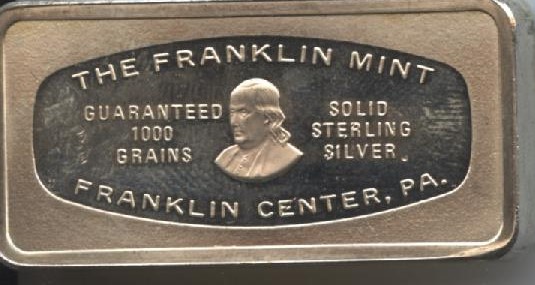 THE FRANKLIN MINT
GUARANTEED
1000
GRAINS
SOLID
STERLING
SILVER
FRANKLIN CENTER, PA.